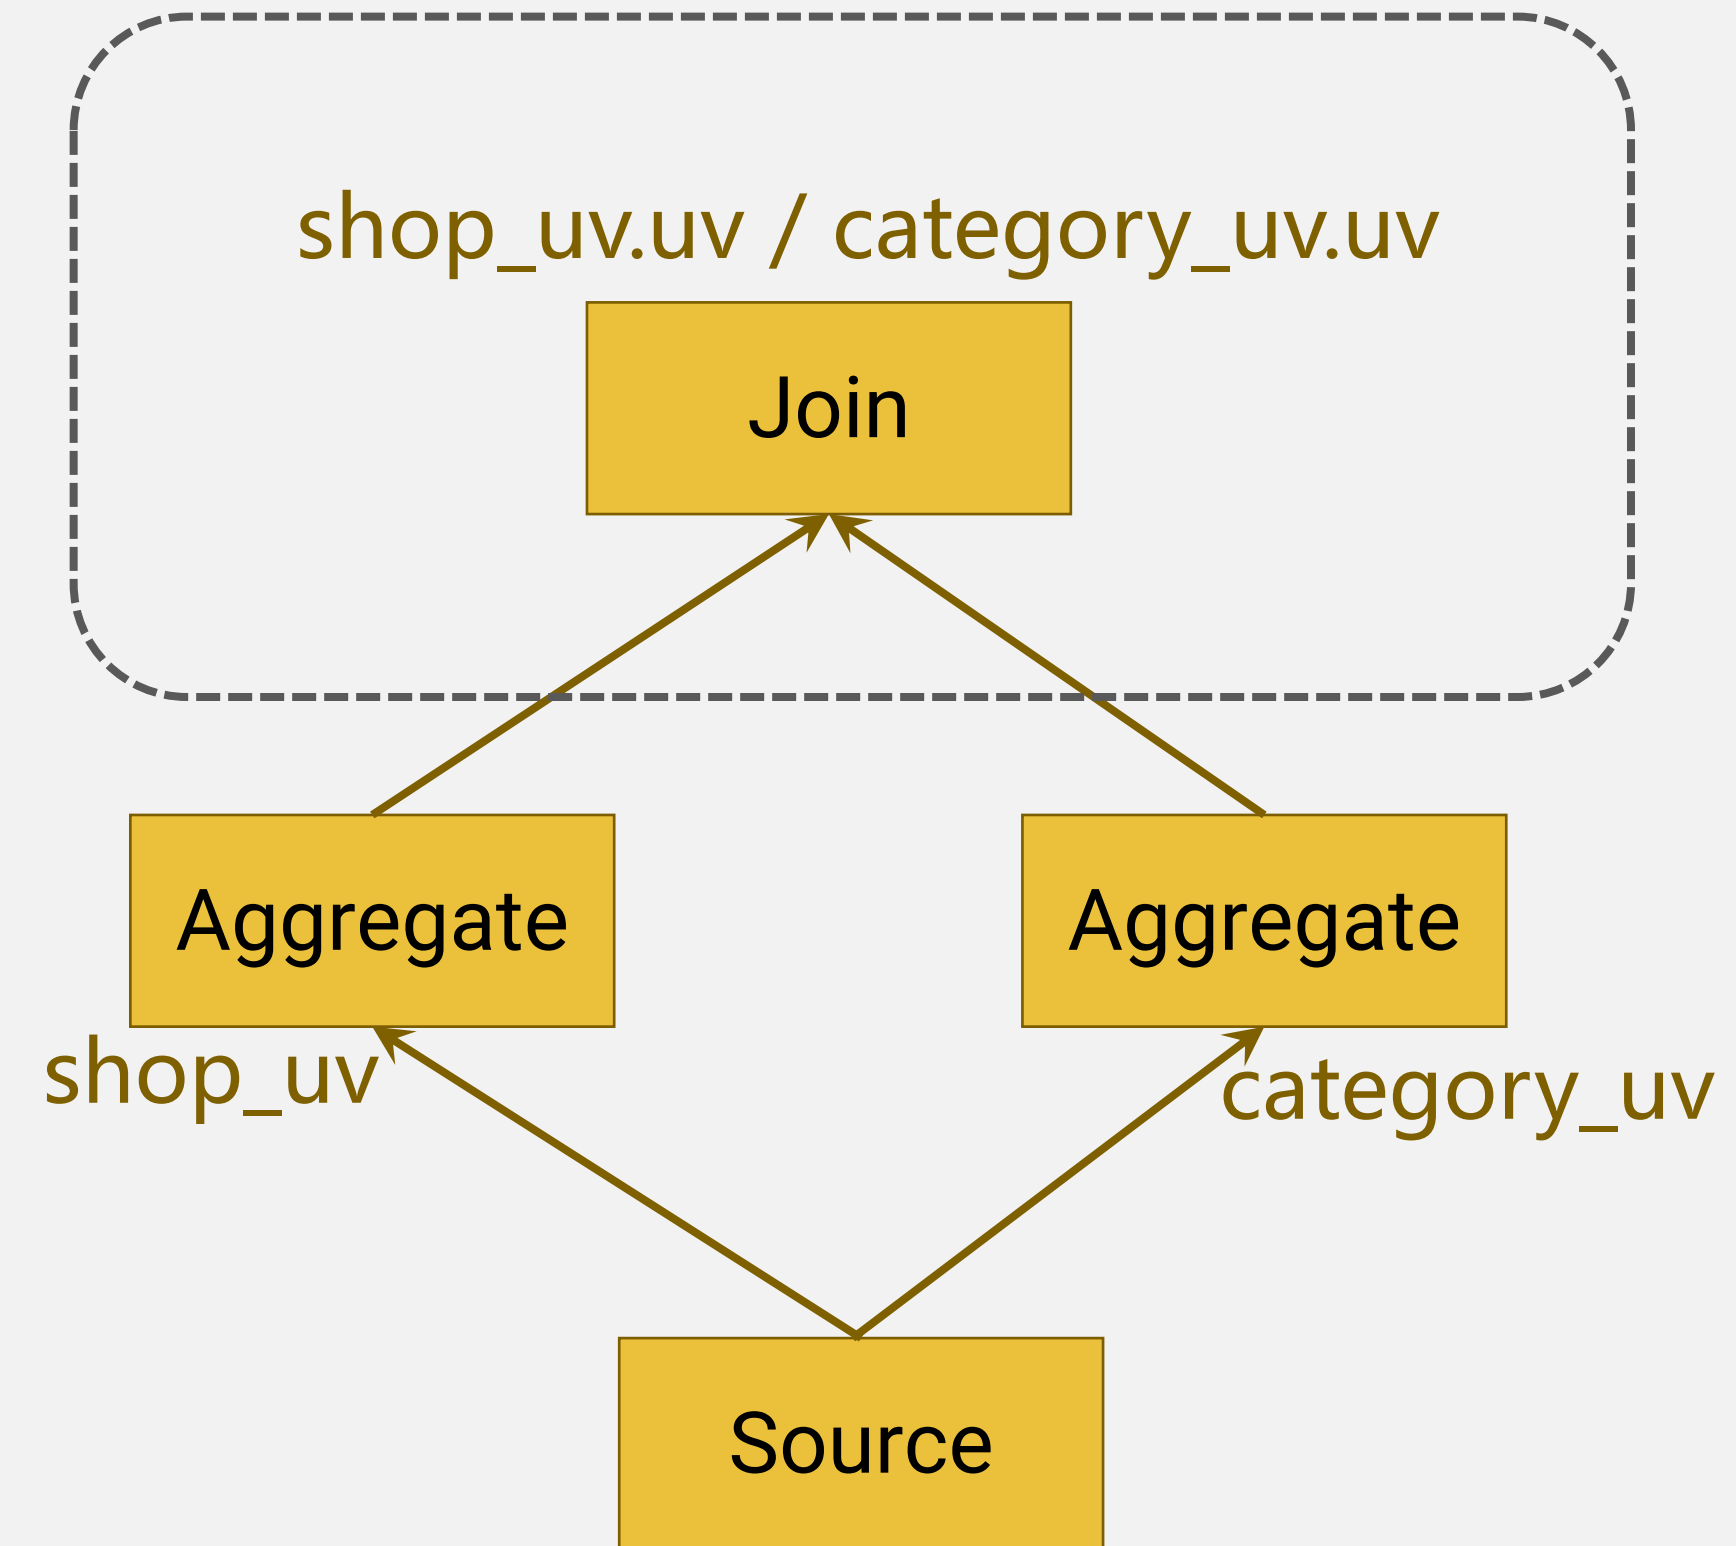 shop_uv.uv / category_uv.uv
Join
Aggregate
Aggregate
shop_uv
category_uv
Source